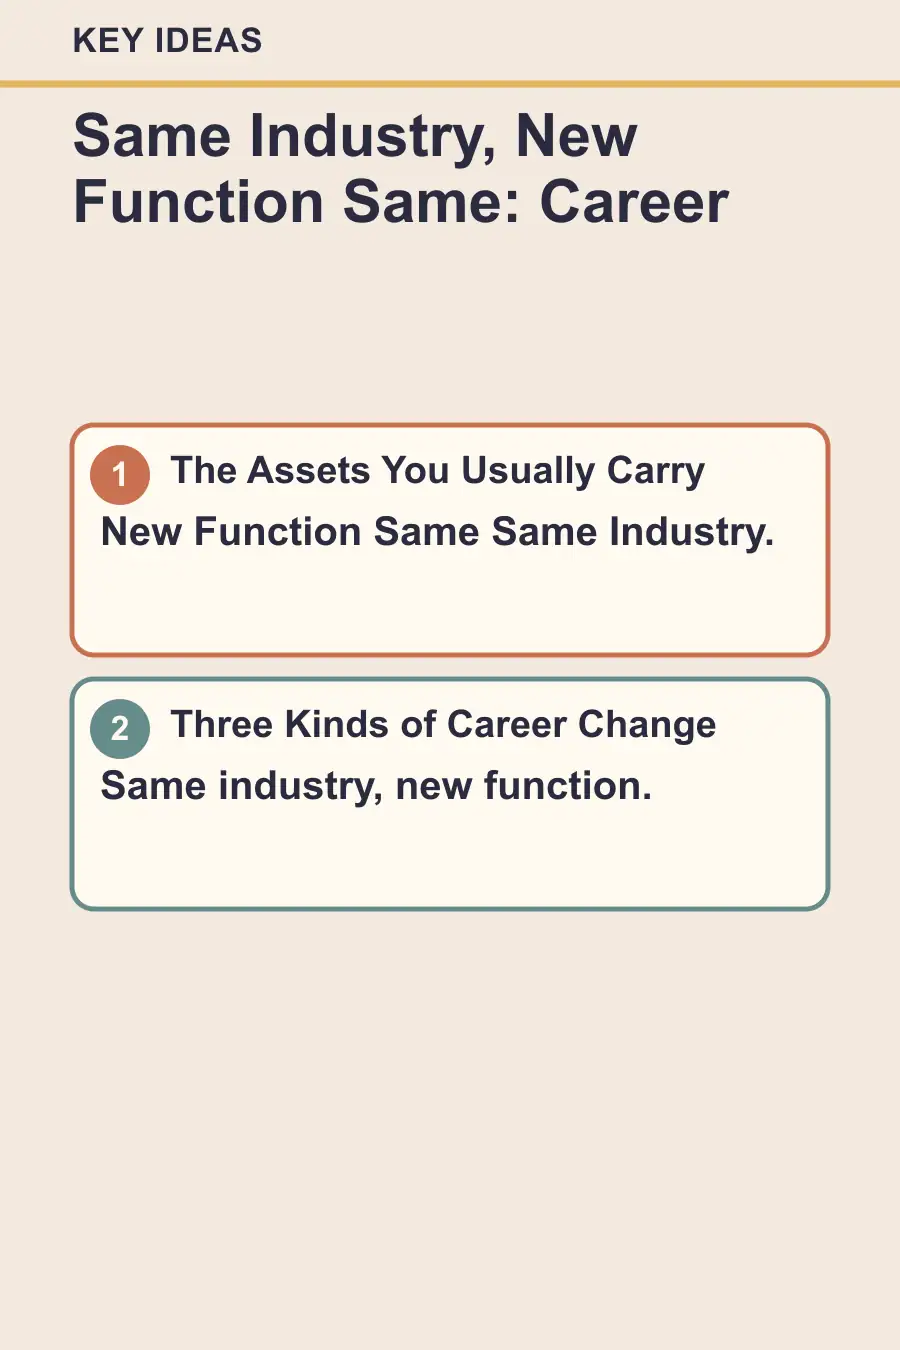 KEY IDEAS
Same Industry, New
Function Same: Career
1 The Assets You Usually Carry
New Function Same Same Industry.
2 Three Kinds of Career Change
Same industry, new function.